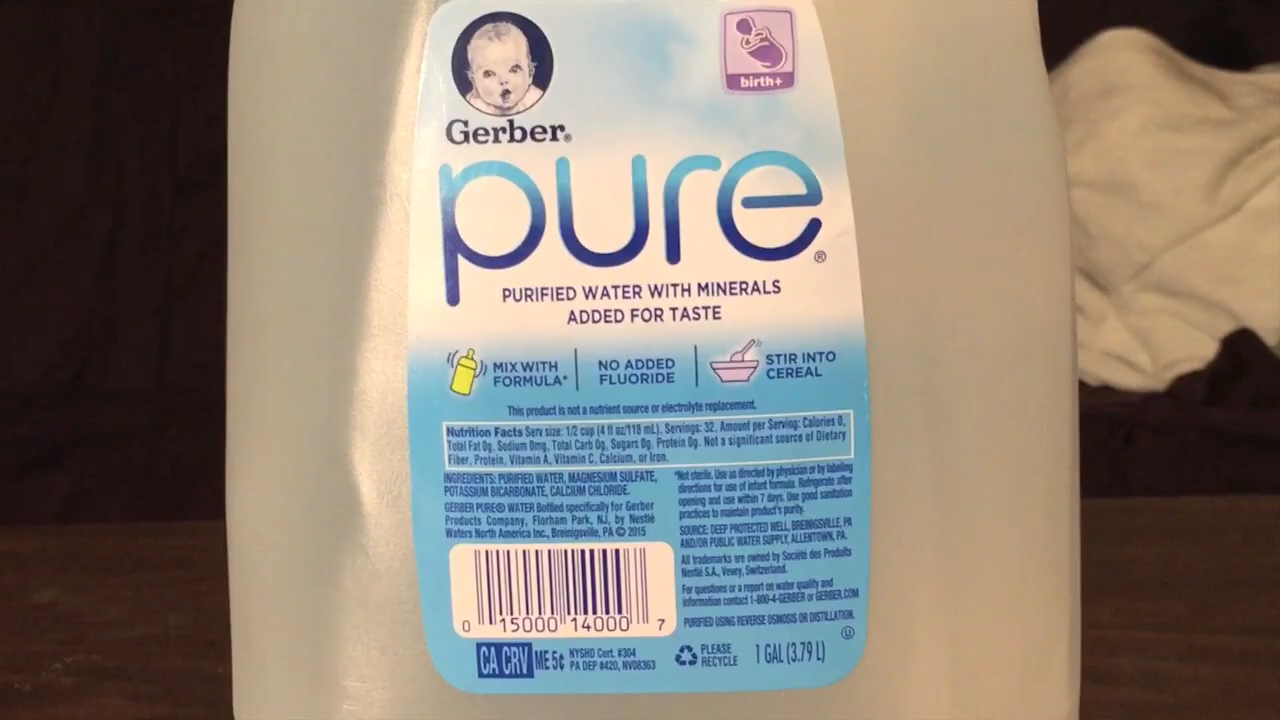 birth+
Gerber®
pure®
PURIFIED WATER WITH MINERALS
ADDED FOR TASTE
MIX WITH
FORMULA*
NO ADDED
FLUORIDE
STIR INTO
CEREAL
This product is not a nutrient source or electrolyte replacement.
Nutrition Facts Serv size: 1/2 cup (4 fl oz/118 mL), Servings: 32, Amount per Serving: Calories 0,
Total Fat 0g, Sodium 0mg, Total Carb 0g, Sugars 0g, Protein 0g. Not a significant source of Dietary
Fiber, Protein, Vitamin A, Vitamin C, Calcium, or Iron.
INGREDIENTS: PURIFIED WATER, MAGNESIUM SULFATE,
POTASSIUM BICARBONATE, CALCIUM CHLORIDE.
GERBER PURE® WATER Bottled specifically for Gerber
Products Company, Florham Park, NJ, by Nestlé
Waters North America Inc., Breinigsville, PA © 2015
*Not sterile. Use as directed by physician or by labeling
directions for use of infant formula. Refrigerate after
opening and use within 7 days. Use good sanitation
practices to maintain product's purity.
SOURCE: DEEP PROTECTED WELL, BREINIGSVILLE, PA
AND/OR PUBLIC WATER SUPPLY, ALLENTOWN, PA.
All trademarks are owned by Société des Produits
Nestlé S.A., Vevey, Switzerland.
For questions or a report on water quality and
information contact 1-800-4-GERBER or GERBER.COM
PURIFIED USING REVERSE OSMOSIS OR DISTILLATION.
U
0 15000 14000 7
CA CRV ME 5¢
NYSHD Cert. #304
PA DEP #420, NV08363
PLEASE
RECYCLE
1 GAL (3.79 L)